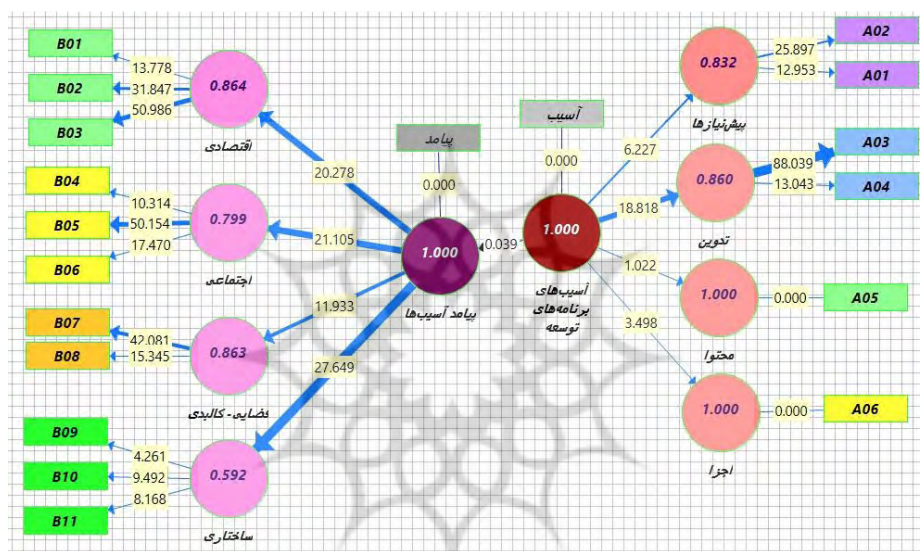 B01
13.778
0.864
B02
31.847
50.986
B03
اقتصادی
20.278
B04
10.314
0.799
B05
50.154
17.470
B06
اجتماعی
21.105
B07
42.081
0.863
B08
15.345
فضایی- کالبدی
11.933
B09
4.261
0.592
B10
9.492
8.168
B11
ساختاری
27.649
پیامد
0.000
1.000
پیامد آسیب‌ها
0.039
آسیب
0.000
1.000
آسیب‌های
برنامه‌های
توسعه
6.227
0.832
پیش‌نیازها
25.897
A02
12.953
A01
18.818
0.860
تدوین
88.039
A03
13.043
A04
1.022
1.000
محتوا
0.000
A05
3.498
1.000
اجزا
0.000
A06